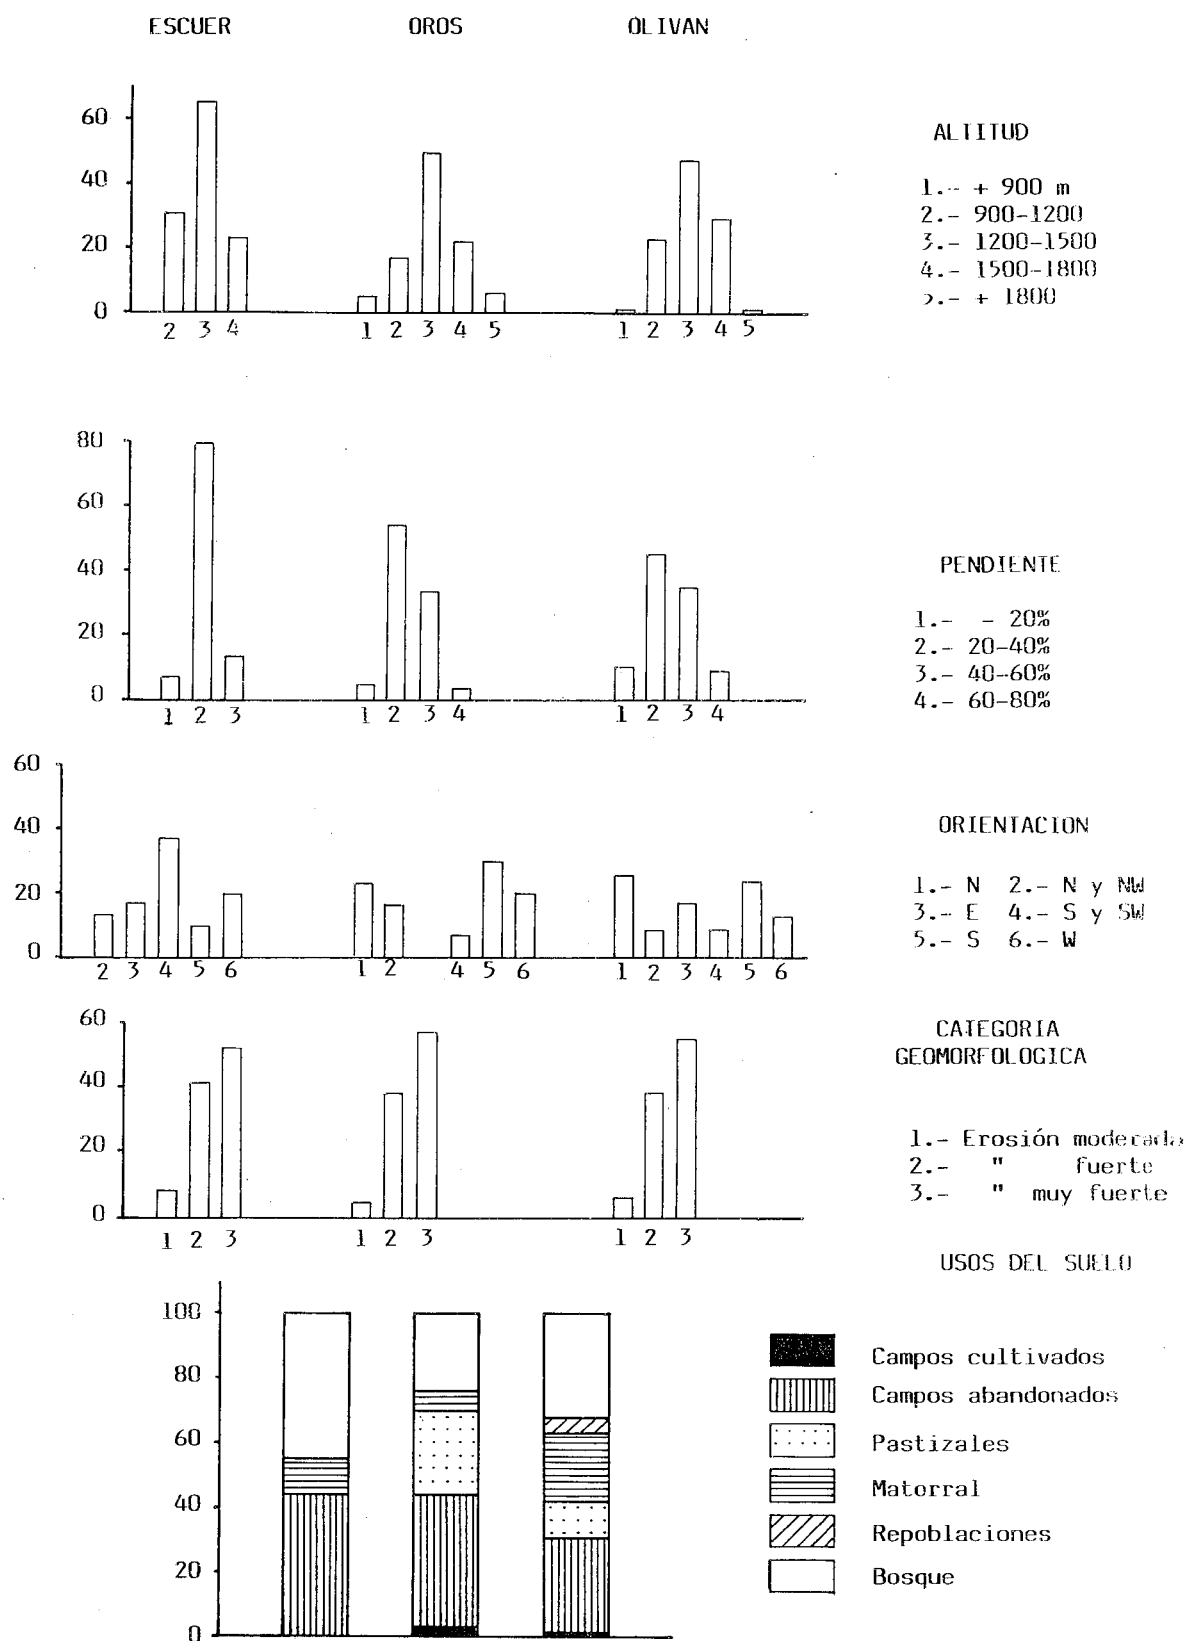 ESCUER OROS OLIVAN
60
40
20
0
2 3 4 1 2 3 4 5 1 2 3 4 5
ALTITUD
1.- + 900 m
2.- 900-1200
3.- 1200-1500
4.- 1500-1800
5.- + 1800
80
60
40
20
0
1 2 3 1 2 3 4 1 2 3 4
PENDIENTE
1.- - 20%
2.- 20-40%
3.- 40-60%
4.- 60-80%
60
40
20
0
2 3 4 5 6 1 2 4 5 6 1 2 3 4 5 6
ORIENTACION
1.- N 2.- N y NW
3.- E 4.- S y SW
5.- S 6.- W
60
40
20
0
1 2 3 1 2 3 1 2 3
CATEGORIA
GEOMORFOLOGICA
1.- Erosión moderada
2.- " fuerte
3.- " muy fuerte
USOS DEL SUELO
100
80
60
40
20
0
Campos cultivados
Campos abandonados
Pastizales
Matorral
Repoblaciones
Bosque